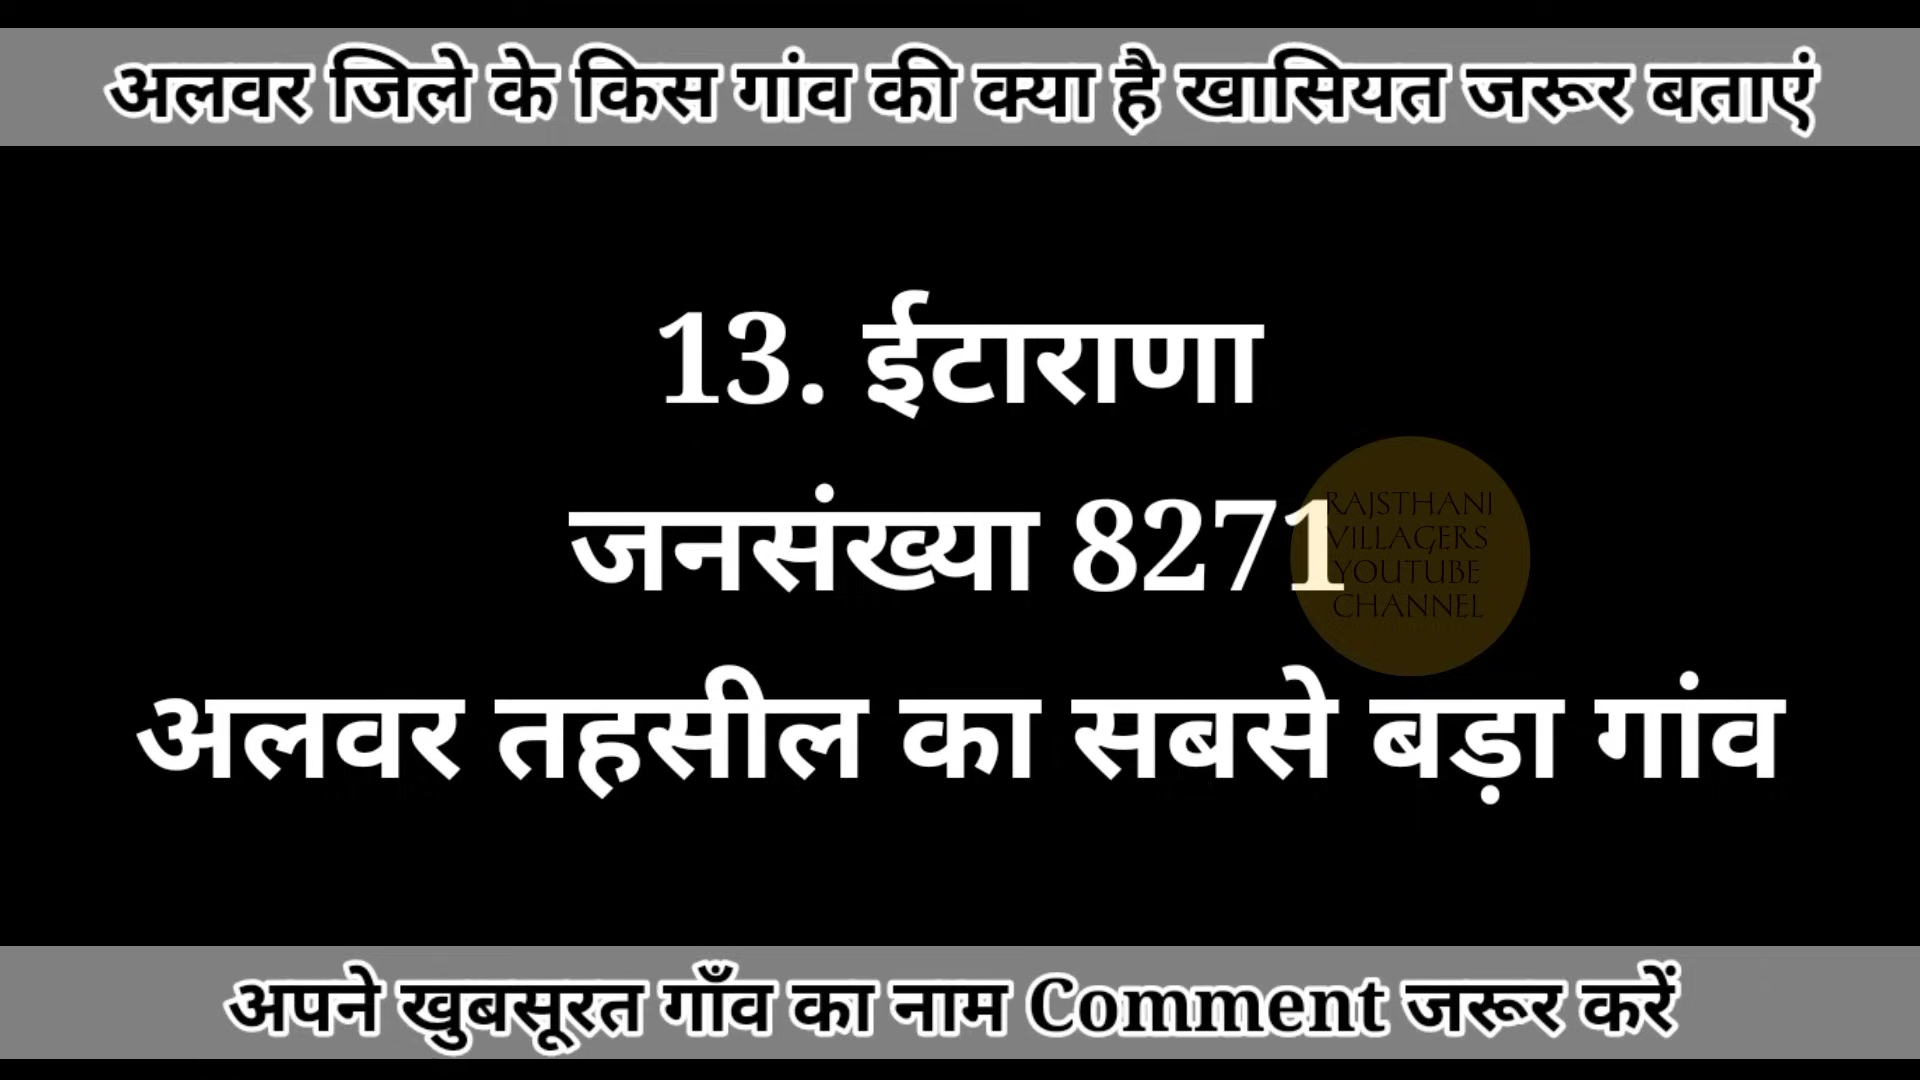 अलवर जिले के किस गांव की क्या है खासियत जरूर बताएं
13. ईटाराणा
जनसंख्या 8271
RAJSTHANI
VILLAGERS
YOUTUBE
CHANNEL
अलवर तहसील का सबसे बड़ा गांव
अपने खुबसूरत गाँव का नाम Comment जरूर करें